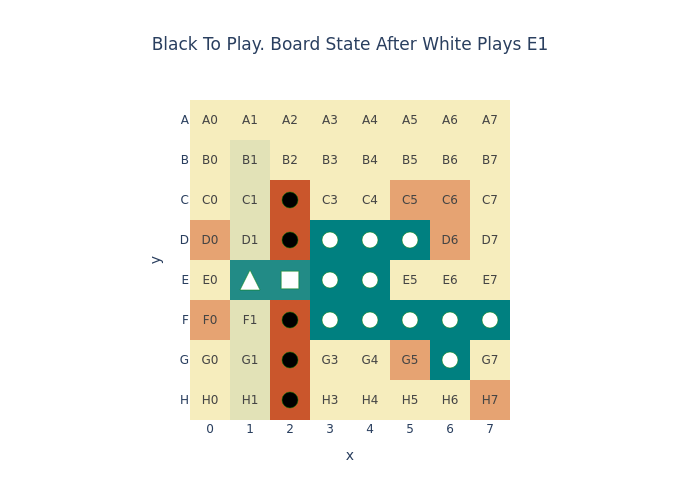 Black To Play. Board State After White Plays E1
A A0 A1 A2 A3 A4 A5 A6 A7
B B0 B1 B2 B3 B4 B5 B6 B7
C C0 C1 C3 C4 C5 C6 C7
D D0 D1 D6 D7
y
E E0 E5 E6 E7
F F0 F1
G G0 G1 G3 G4 G5 G7
H H0 H1 H3 H4 H5 H6 H7
0 1 2 3 4 5 6 7
x